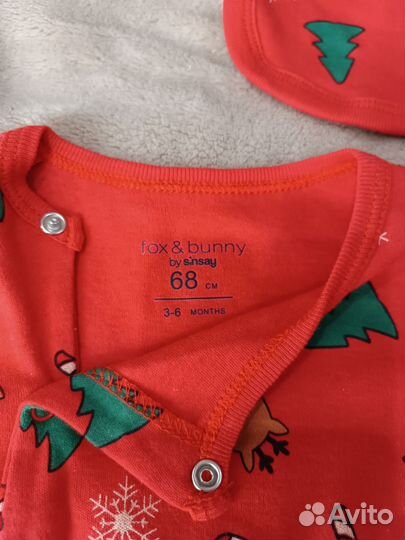 fox & bunny
by sinsay
68 CM
3-6 MONTHS
Avito